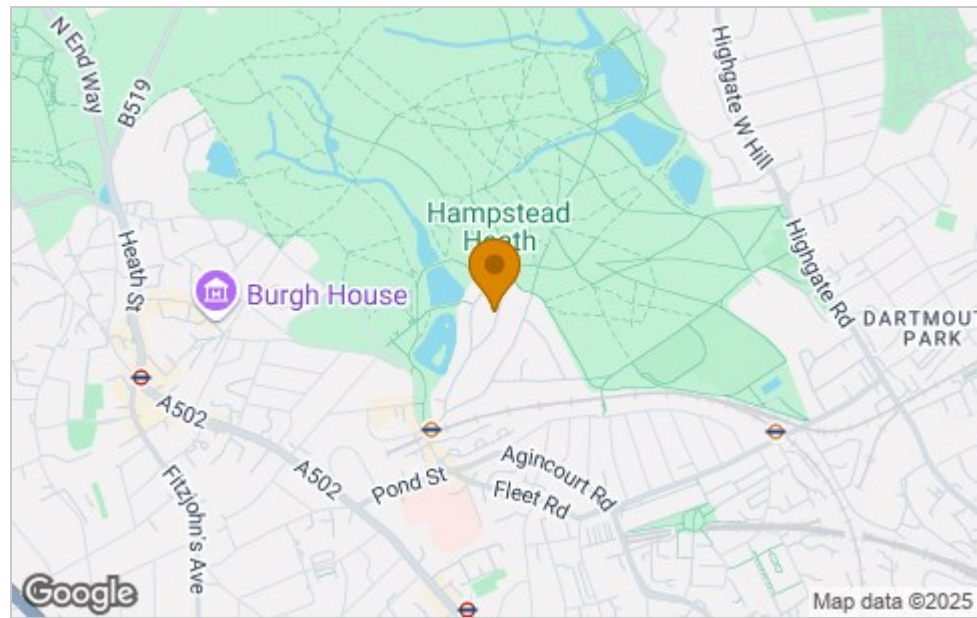 N End Way
B519
Highgate W Hill
Hampstead
Heath
Heath St
Burgh House
Highgate Rd
DARTMOUT
PARK
A502
A502
Agincourt Rd
Pond St
Fleet Rd
Fitzjohn's Ave
Google
Map data ©2025